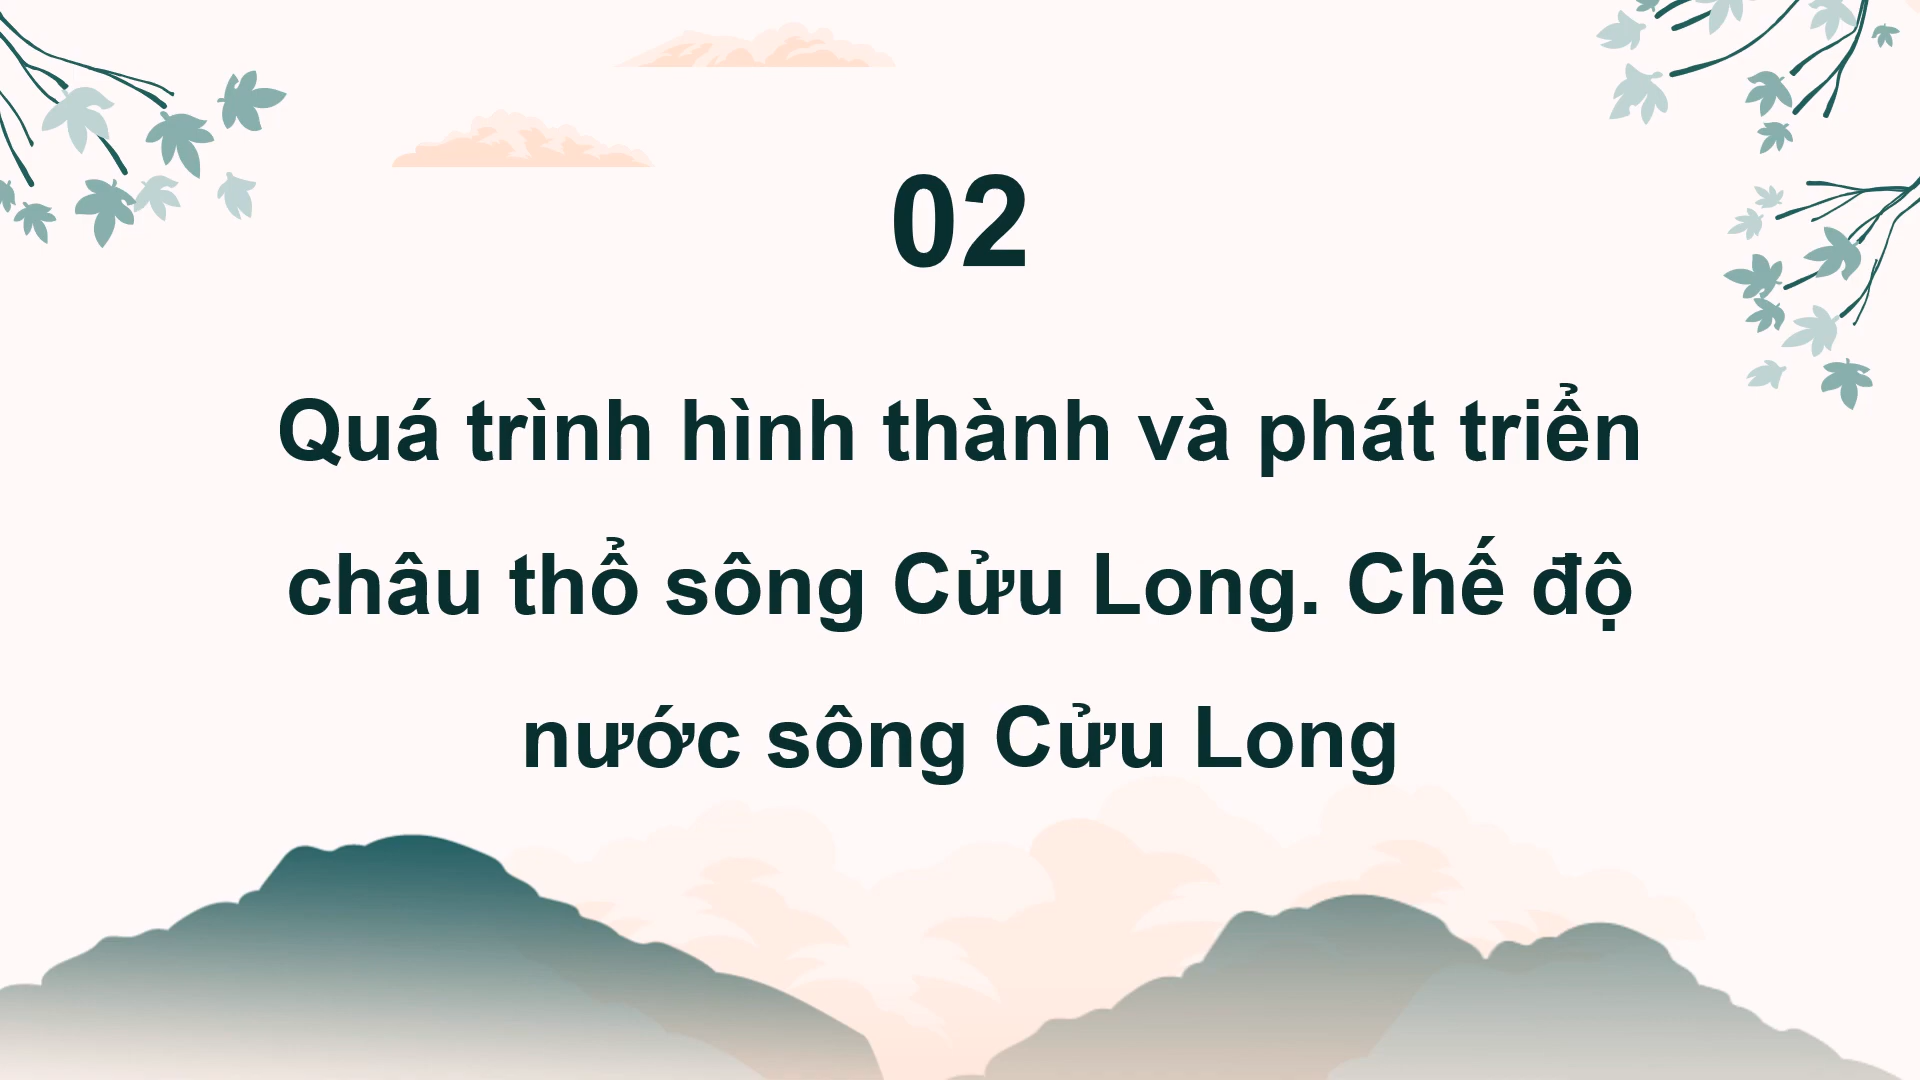 02
Quá trình hình thành và phát triển
châu thổ sông Cửu Long. Chế độ
nước sông Cửu Long